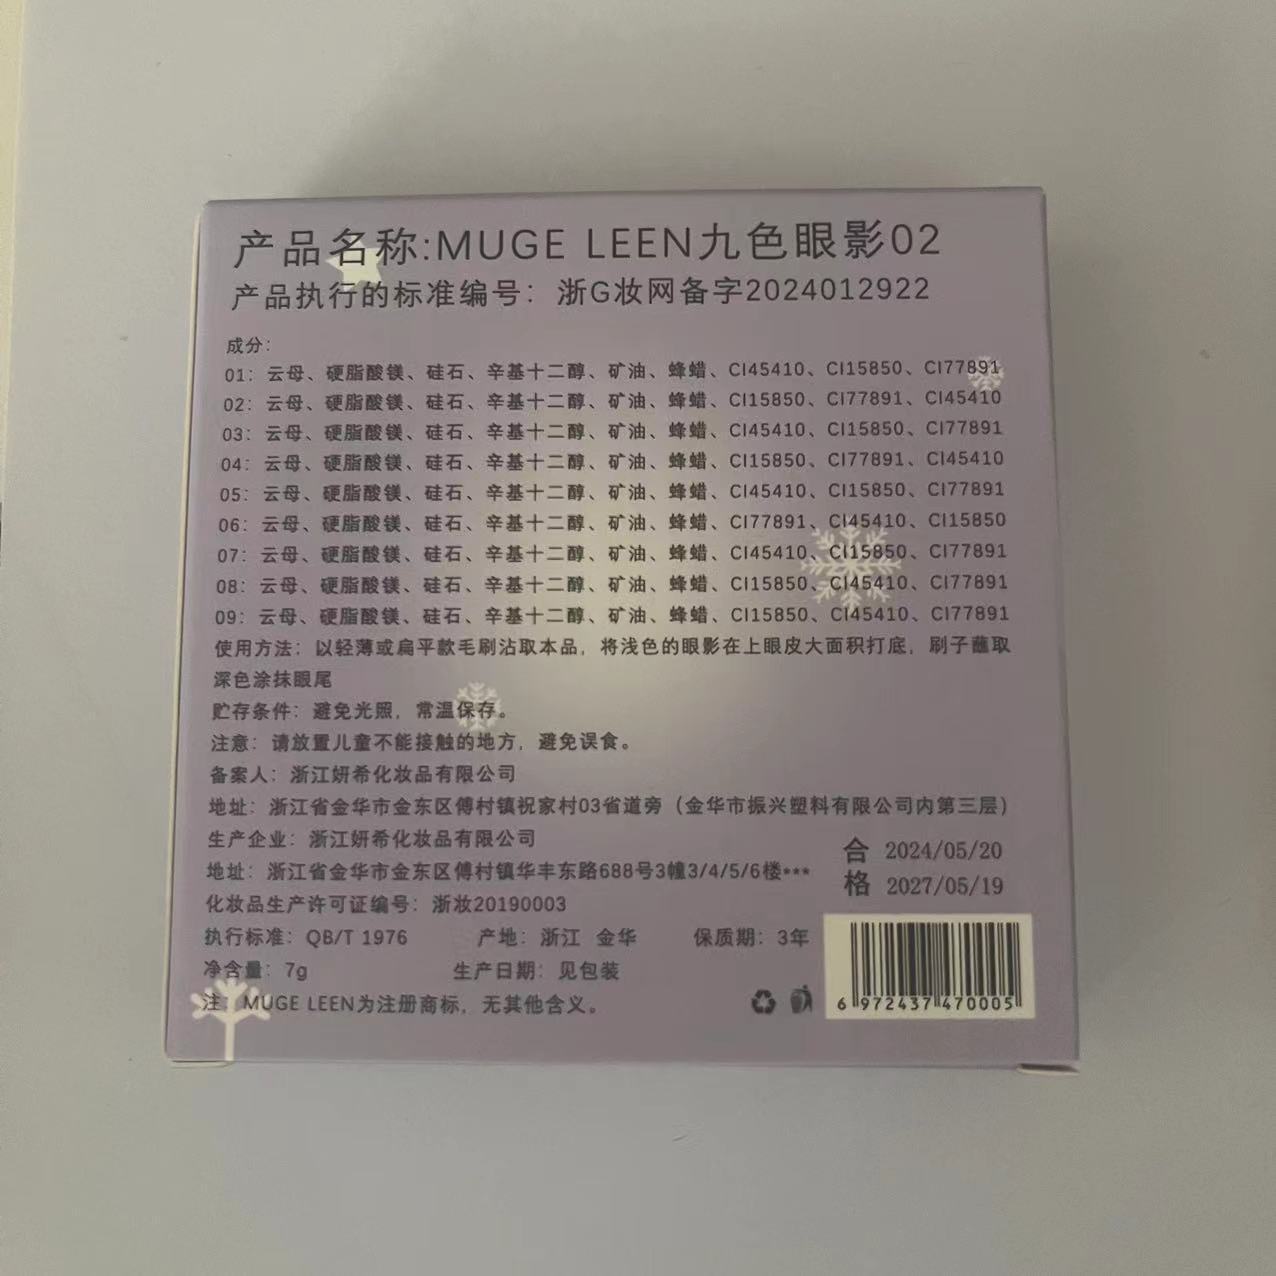 产品名称:MUGE LEEN九色眼影02
产品执行的标准编号：浙G妆网备字2024012922
成分：
01：云母、硬脂酸镁、硅石、辛基十二醇、矿油、蜂蜡、CI45410、CI15850、CI77891
02：云母、硬脂酸镁、硅石、辛基十二醇、矿油、蜂蜡、CI15850、CI77891、CI45410
03：云母、硬脂酸镁、硅石、辛基十二醇、矿油、蜂蜡、CI45410、CI15850、CI77891
04：云母、硬脂酸镁、硅石、辛基十二醇、矿油、蜂蜡、CI15850、CI77891、CI45410
05：云母、硬脂酸镁、硅石、辛基十二醇、矿油、蜂蜡、CI45410、CI15850、CI77891
06：云母、硬脂酸镁、硅石、辛基十二醇、矿油、蜂蜡、CI77891、CI45410、CI15850
07：云母、硬脂酸镁、硅石、辛基十二醇、矿油、蜂蜡、CI45410、CI15850、CI77891
08：云母、硬脂酸镁、硅石、辛基十二醇、矿油、蜂蜡、CI15850、CI45410、CI77891
09：云母、硬脂酸镁、硅石、辛基十二醇、矿油、蜂蜡、CI15850、CI45410、CI77891
使用方法：以轻薄或扁平款毛刷沾取本品，将浅色的眼影在上眼皮大面积打底，刷子蘸取
深色涂抹眼尾
贮存条件：避免光照，常温保存。
注意：请放置儿童不能接触的地方，避免误食。
备案人：浙江妍希化妆品有限公司
地址：浙江省金华市金东区傅村镇祝家村03省道旁（金华市振兴塑料有限公司内第三层）
生产企业：浙江妍希化妆品有限公司
地址：浙江省金华市金东区傅村镇华丰东路688号3幢3/4/5/6楼***
合格 2024/05/20
2027/05/19
化妆品生产许可证编号：浙妆20190003
执行标准：QB/T 1976 产地：浙江 金华 保质期：3年
净含量：7g 生产日期：见包装
注：MUGE LEEN为注册商标，无其他含义。
6 972437 470005